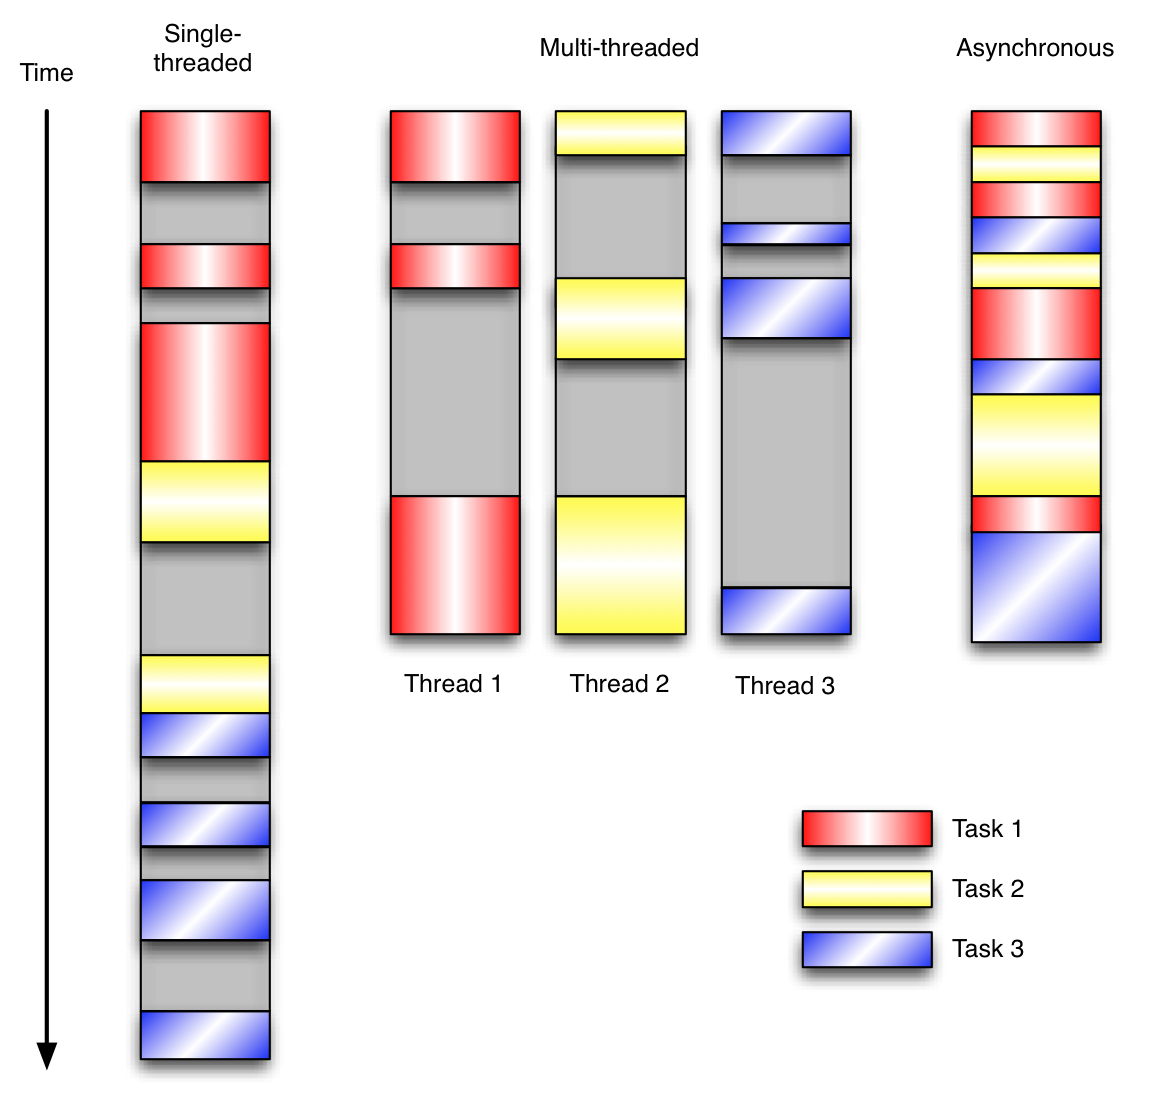 Single-
threaded
Multi-threaded
Asynchronous
Time
Thread 1
Thread 2
Thread 3
Task 1
Task 2
Task 3